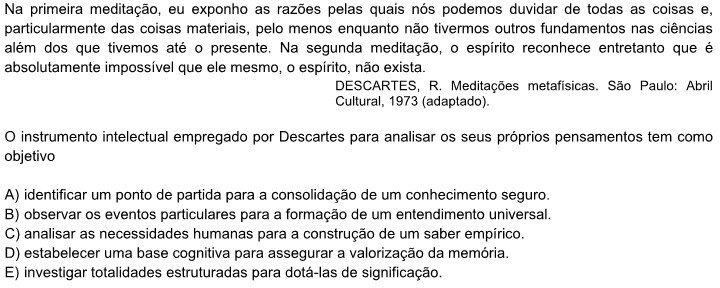 Na primeira meditação, eu exponho as razões pelas quais nós podemos duvidar de todas as coisas e,
particularmente das coisas materiais, pelo menos enquanto não tivermos outros fundamentos nas ciências
além dos que tivemos até o presente. Na segunda meditação, o espírito reconhece entretanto que é
absolutamente impossível que ele mesmo, o espírito, não exista.
DESCARTES, R. Meditações metafísicas. São Paulo: Abril
Cultural, 1973 (adaptado).
O instrumento intelectual empregado por Descartes para analisar os seus próprios pensamentos tem como
objetivo
A) identificar um ponto de partida para a consolidação de um conhecimento seguro.
B) observar os eventos particulares para a formação de um entendimento universal.
C) analisar as necessidades humanas para a construção de um saber empírico.
D) estabelecer uma base cognitiva para assegurar a valorização da memória.
E) investigar totalidades estruturadas para dotá-las de significação.